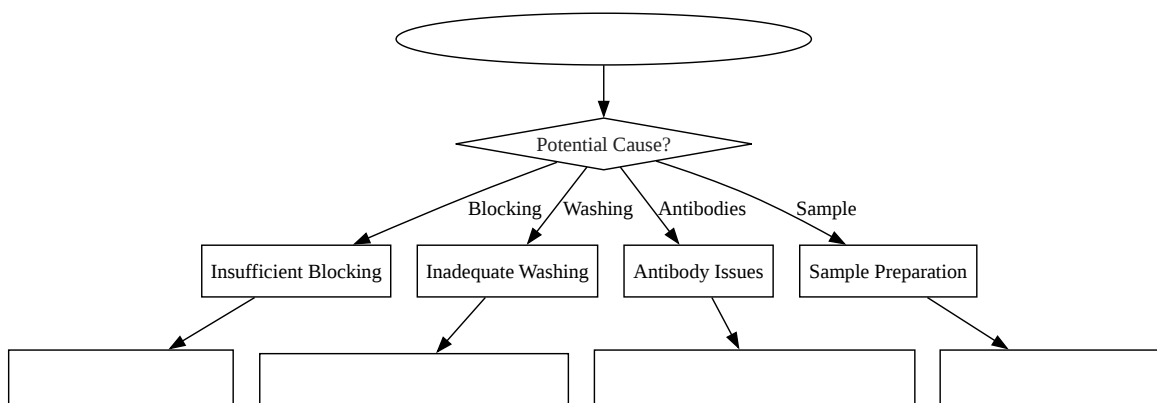 Potential Cause?
Blocking
Washing
Antibodies
Sample
Insufficient Blocking
Inadequate Washing
Antibody Issues
Sample Preparation